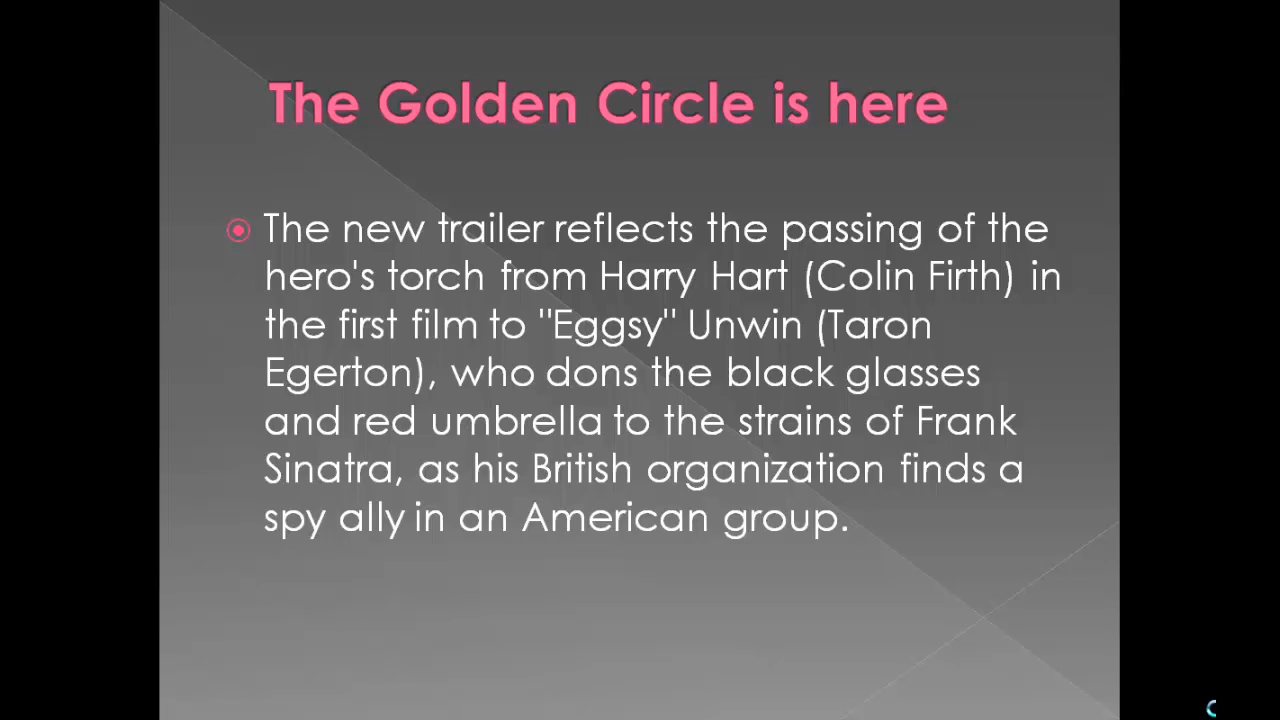 The Golden Circle is here
The new trailer reflects the passing of the
hero's torch from Harry Hart (Colin Firth) in
the first film to "Eggsy" Unwin (Taron
Egerton), who dons the black glasses
and red umbrella to the strains of Frank
Sinatra, as his British organization finds a
spy ally in an American group.